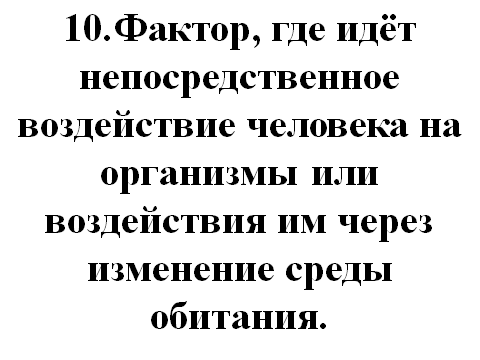 10.Фактор, где идёт
непосредственное
воздействие человека на
организмы или
воздействия им через
изменение среды
обитания.